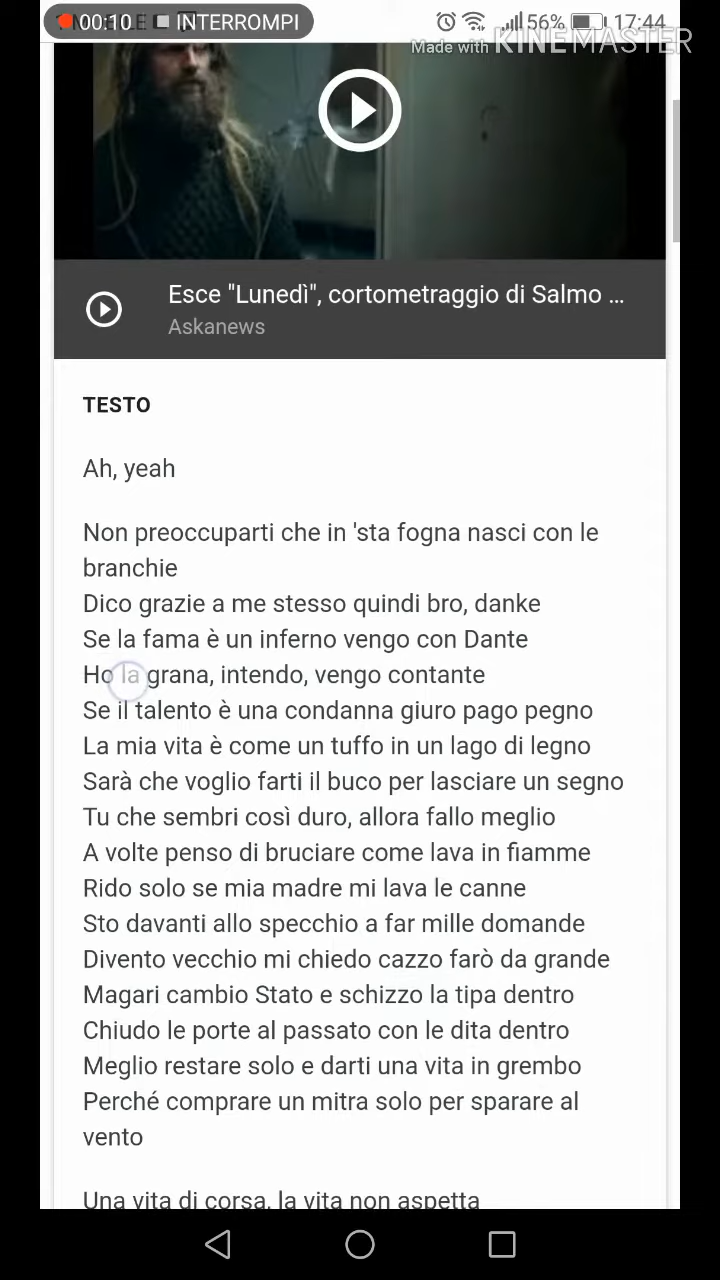 00:10 INTERROMPI 56% 17:44
Made with KINEMASTER
Esce "Lunedì", cortometraggio di Salmo ...
Askanews
TESTO
Ah, yeah
Non preoccuparti che in 'sta fogna nasci con le
branchie
Dico grazie a me stesso quindi bro, danke
Se la fama è un inferno vengo con Dante
Ho la grana, intendo, vengo contante
Se il talento è una condanna giuro pago pegno
La mia vita è come un tuffo in un lago di legno
Sarà che voglio farti il buco per lasciare un segno
Tu che sembri così duro, allora fallo meglio
A volte penso di bruciare come lava in fiamme
Rido solo se mia madre mi lava le canne
Sto davanti allo specchio a far mille domande
Divento vecchio mi chiedo cazzo farò da grande
Magari cambio Stato e schizzo la tipa dentro
Chiudo le porte al passato con le dita dentro
Meglio restare solo e darti una vita in grembo
Perché comprare un mitra solo per sparare al
vento
Una vita di corsa, la vita non aspetta